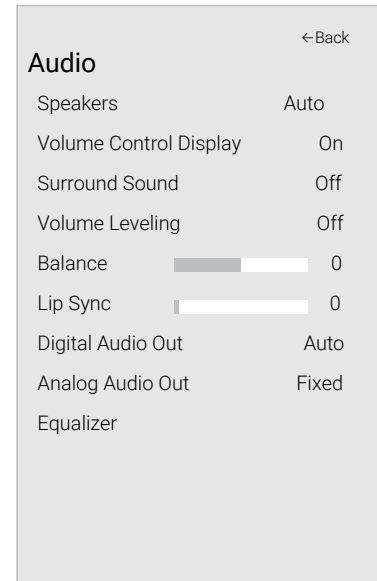 ←Back
Audio
Speakers Auto
Volume Control Display On
Surround Sound Off
Volume Leveling Off
Balance 0
Lip Sync 0
Digital Audio Out Auto
Analog Audio Out Fixed
Equalizer